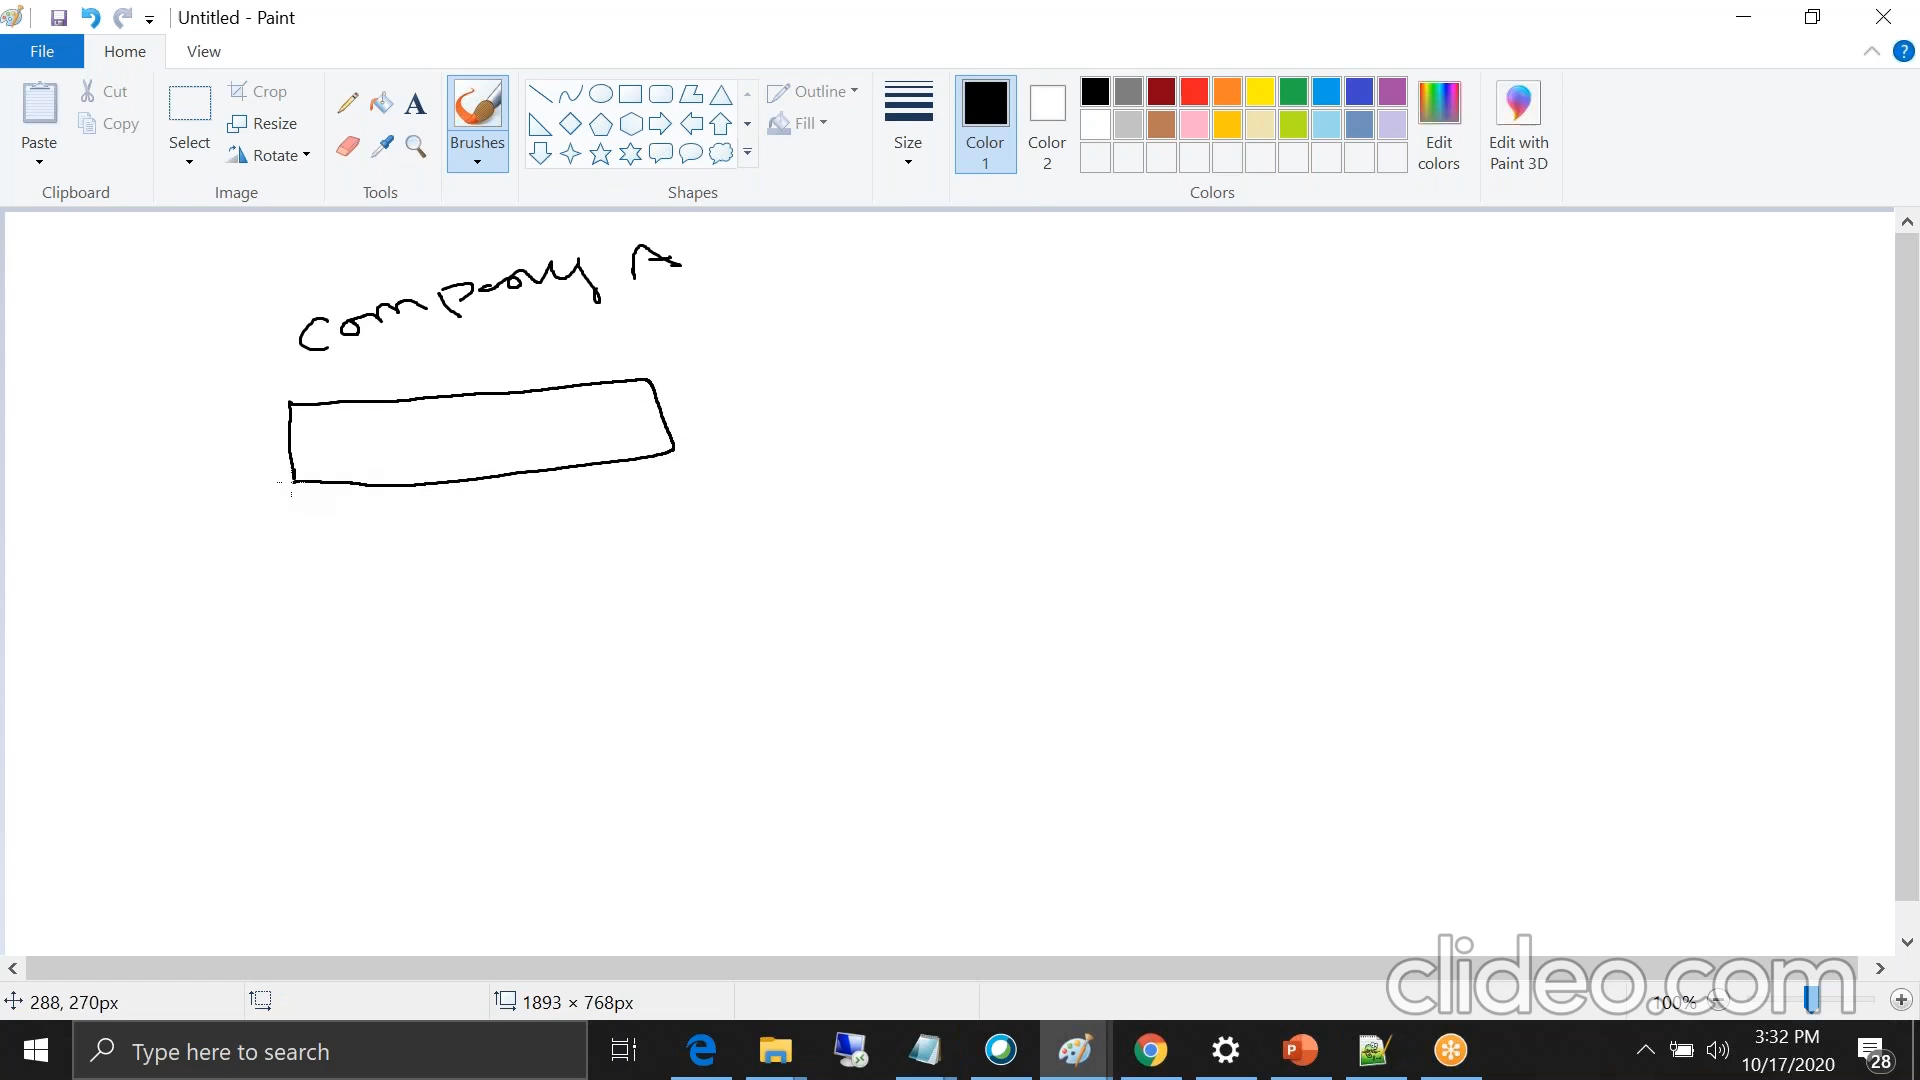 Untitled - Paint
File Home View
Paste
Cut
Copy
Clipboard
Select
Crop
Resize
Rotate
Image
Tools
Brushes
Shapes
Outline
Fill
Size
Color 1
Color 2
Colors
Edit colors
Edit with Paint 3D
Company A
288, 270px
1893 × 768px
100%
clideo.com
Type here to search
3:32 PM
10/17/2020
28